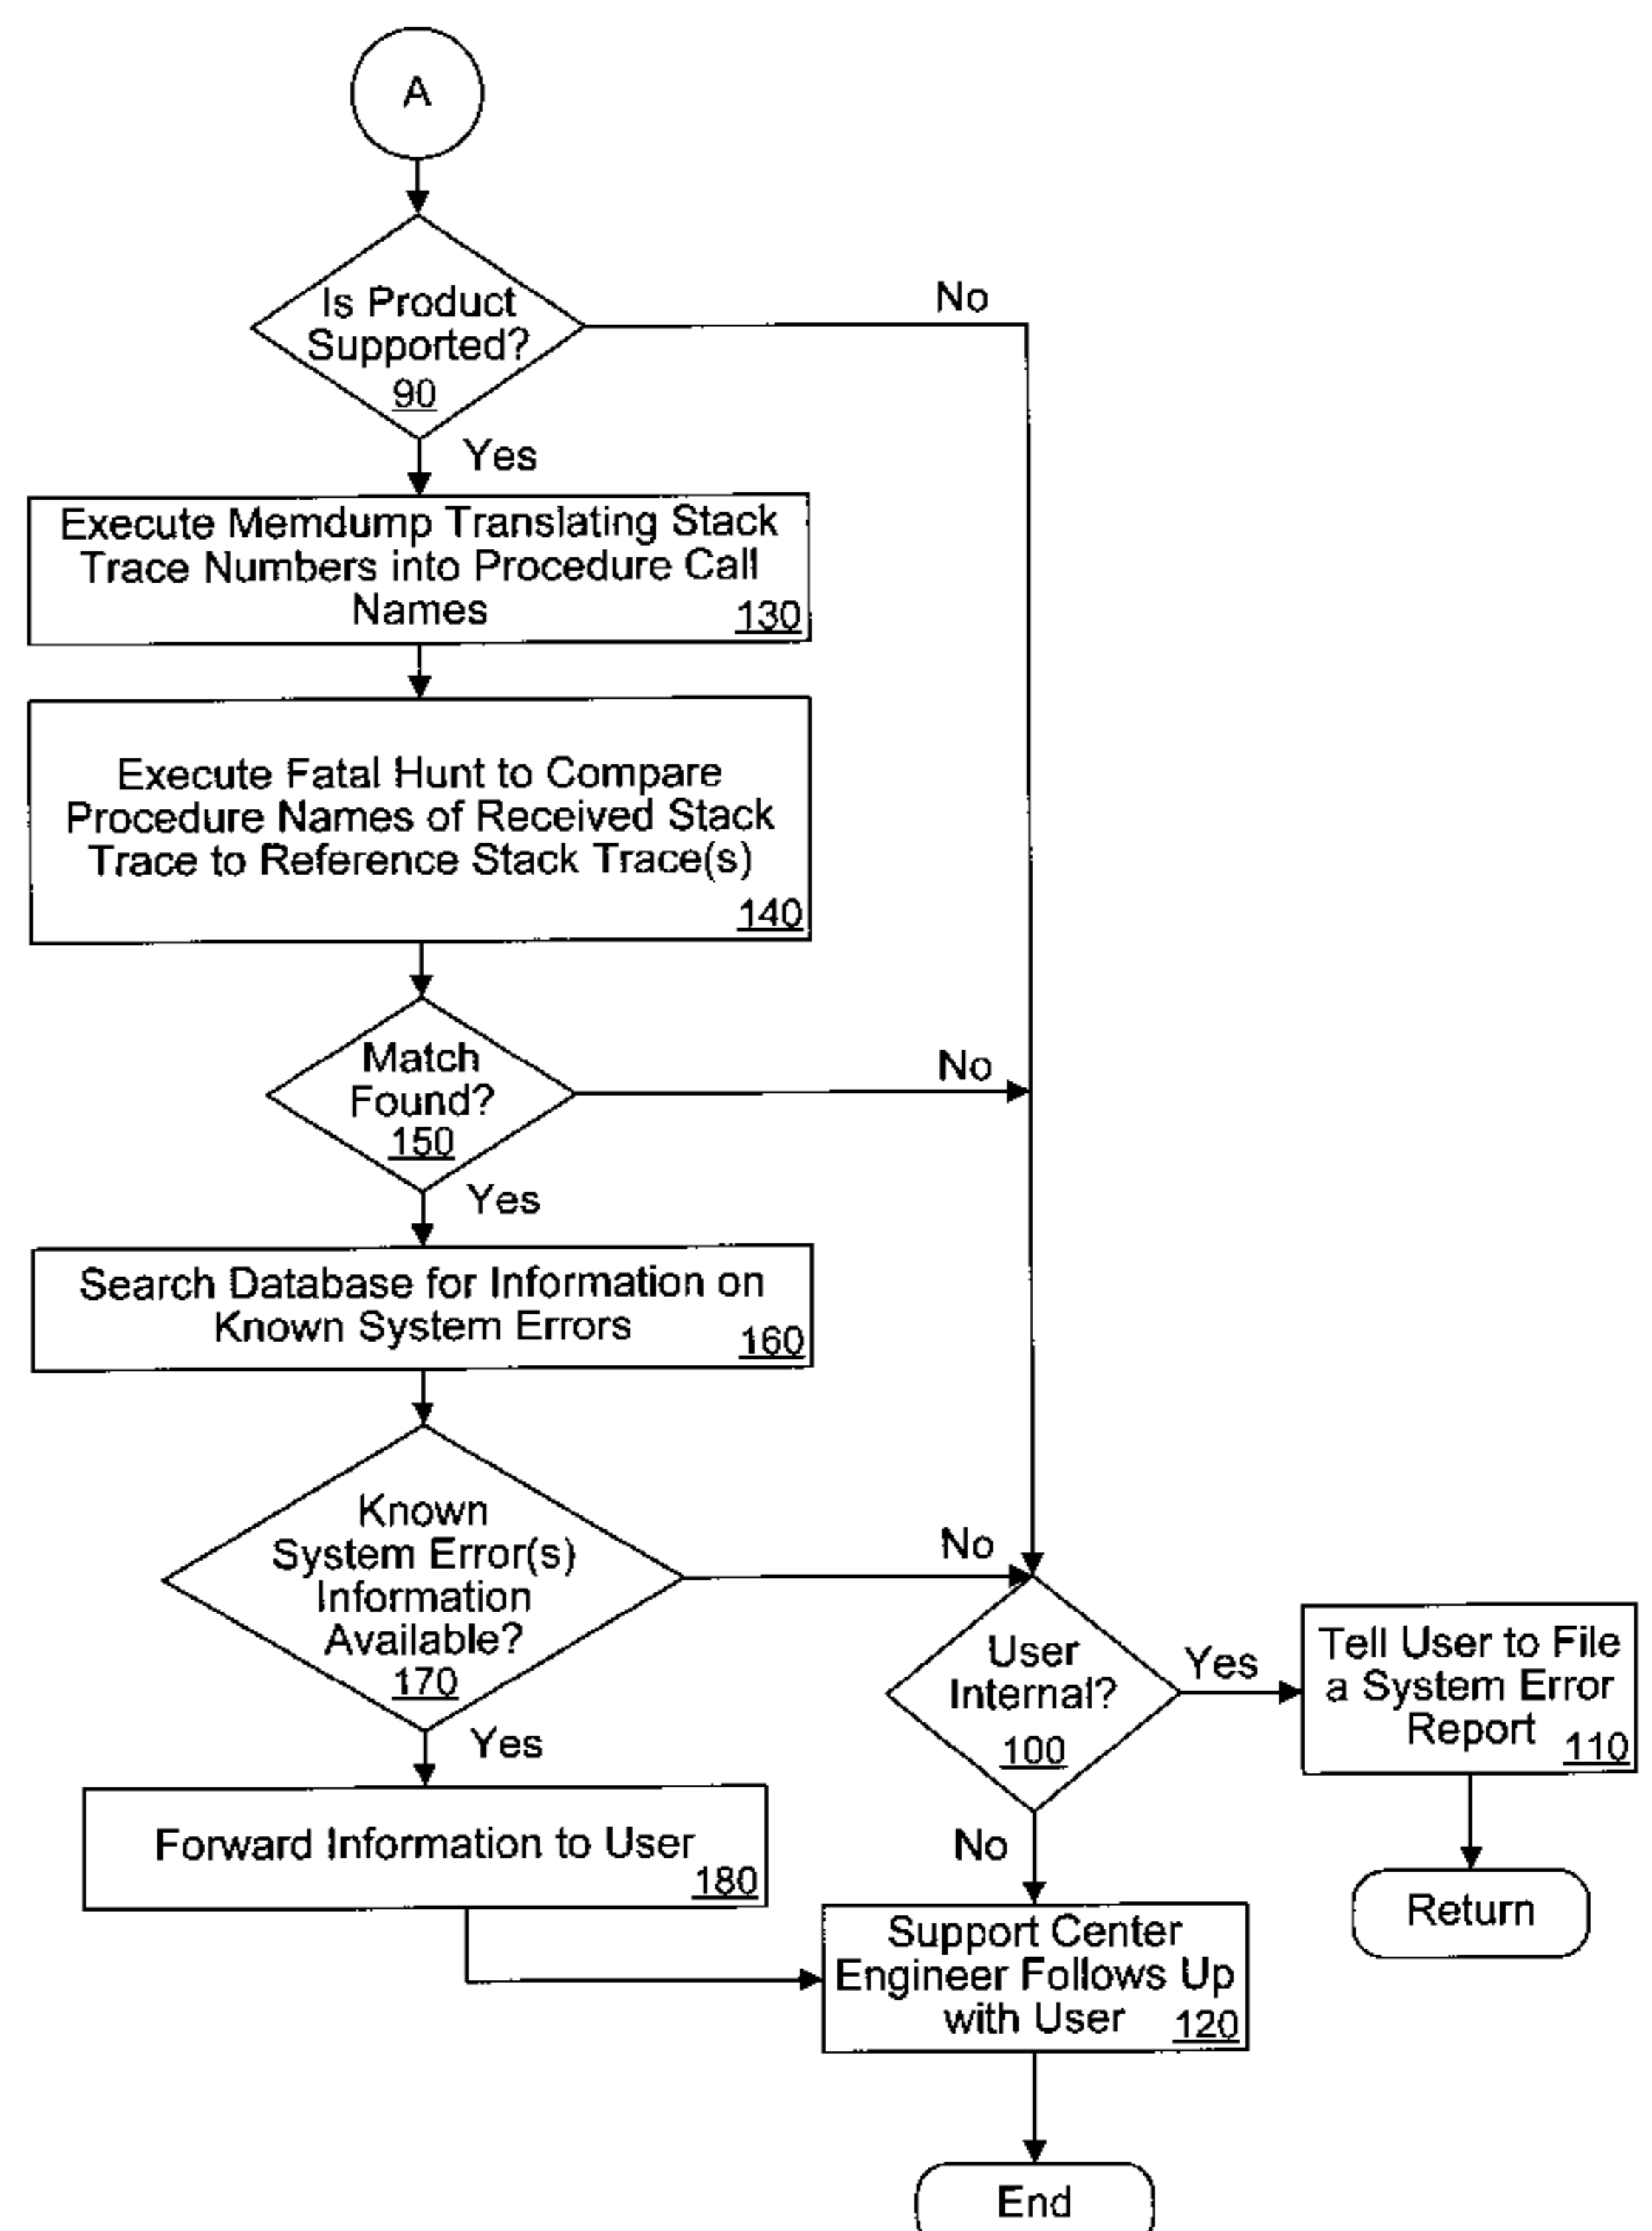 A
Is Product
Supported?
90
No
Yes
Execute Memdump Translating Stack
Trace Numbers into Procedure Call
Names
130
Execute Fatal Hunt to Compare
Procedure Names of Received Stack
Trace to Reference Stack Trace(s)
140
Match
Found?
150
No
Yes
Search Database for Information on
Known System Errors
160
Known
System Error(s)
Information
Available?
170
No
Yes
User
Internal?
100
Yes
No
Tell User to File
a System Error
Report
110
Return
Forward Information to User
180
Support Center
Engineer Follows Up
with User
120
End